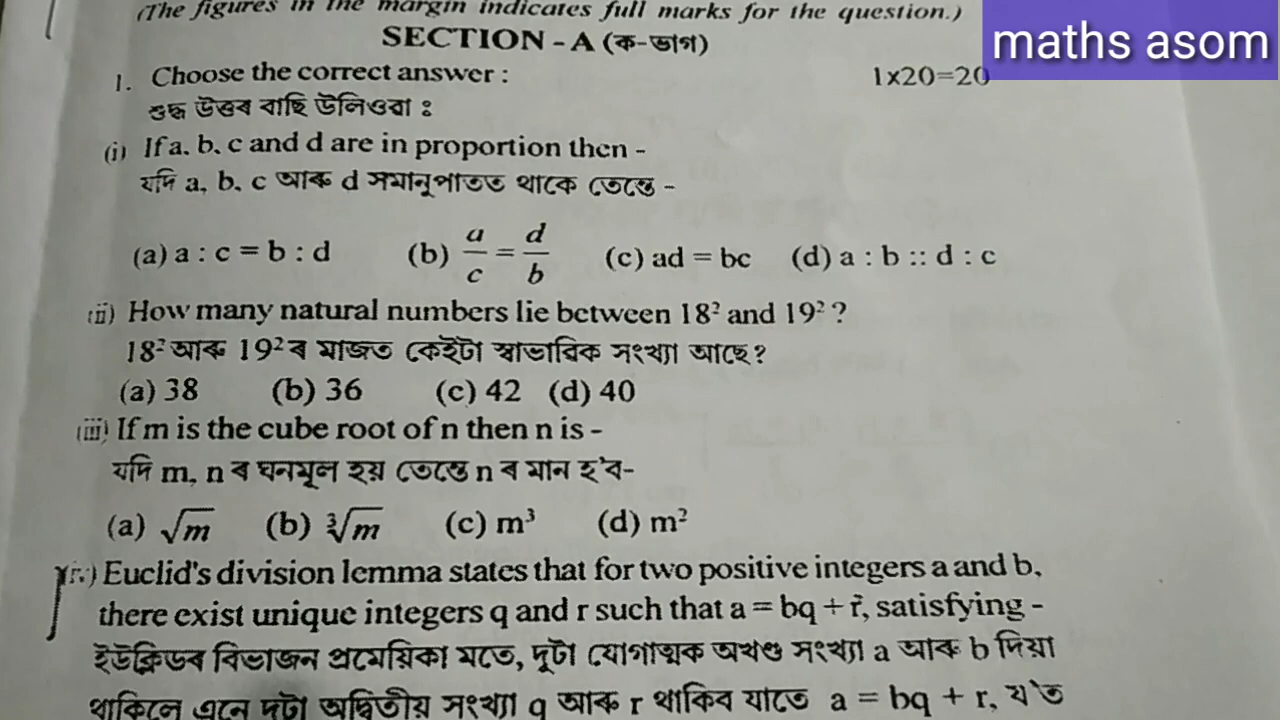 (The figures in the margin indicates full marks for the question.)
SECTION - A (ক-ভাগ)
maths asom
1. Choose the correct answer : 1x20=20
শুদ্ধ উত্তৰ বাছি উলিওৱা ঃ
(i) If a, b, c and d are in proportion then -
যদি a, b, c আৰু d সমানুপাতত থাকে তেন্তে -
(a) a : c = b : d (b) a/c = d/b (c) ad = bc (d) a : b :: d : c
(ii) How many natural numbers lie between 18² and 19² ?
18² আৰু 19² ৰ মাজত কেইটা স্বাভাৱিক সংখ্যা আছে?
(a) 38 (b) 36 (c) 42 (d) 40
(iii) If m is the cube root of n then n is -
যদি m, n ৰ ঘনমূল হয় তেন্তে n ৰ মান হ'ব-
(a) √m (b) ∛m (c) m³ (d) m²
(iv) Euclid's division lemma states that for two positive integers a and b,
there exist unique integers q and r such that a = bq + r, satisfying -
ইউক্লিডৰ বিভাজন প্ৰমেয়িকা মতে, দুটা যোগাত্মক অখণ্ড সংখ্যা a আৰু b দিয়া
থাকিলে এনে দুটা অদ্বিতীয় সংখ্যা q আৰু r থাকিব যাতে a = bq + r, য'ত